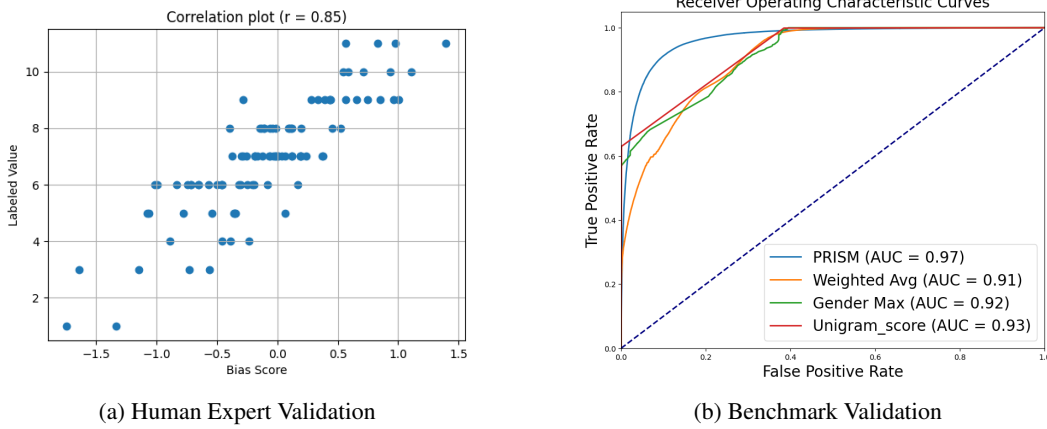 Correlation plot (r = 0.85)
Labeled Value
10
8
6
4
2
−1.5 −1.0 −0.5 0.0 0.5 1.0 1.5
Bias Score
(a) Human Expert Validation
Receiver Operating Characteristic Curves
True Positive Rate
1.0
0.8
0.6
0.4
0.2
0.0
PRISM (AUC = 0.97)
Weighted Avg (AUC = 0.91)
Gender Max (AUC = 0.92)
Unigram_score (AUC = 0.93)
0.0 0.2 0.4 0.6 0.8 1.0
False Positive Rate
(b) Benchmark Validation